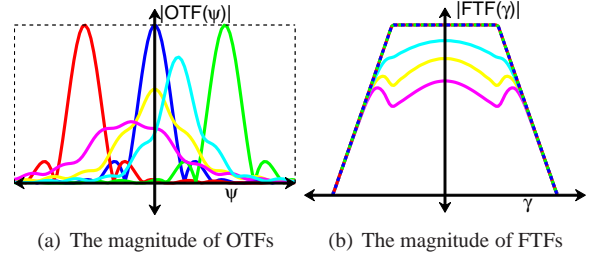 |OTF(ψ)|
|FTF(γ)|
ψ
γ
(a) The magnitude of OTFs
(b) The magnitude of FTFs